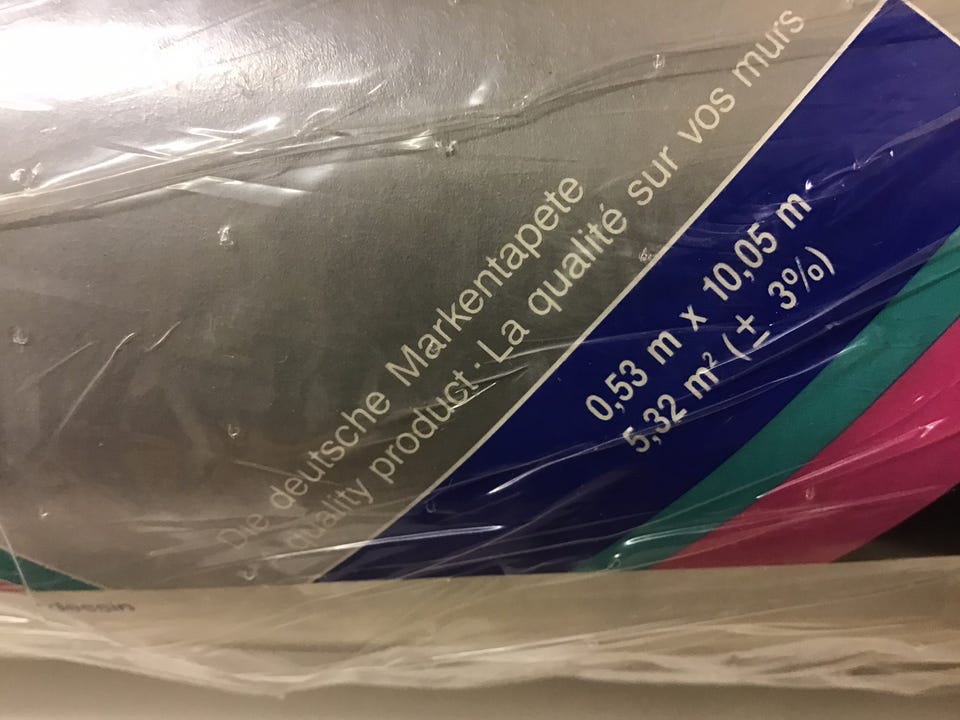 Die deutsche Markentapete
quality product · La qualité sur vos murs
0,53 m x 10,05 m
5,32 m² (± 3%)